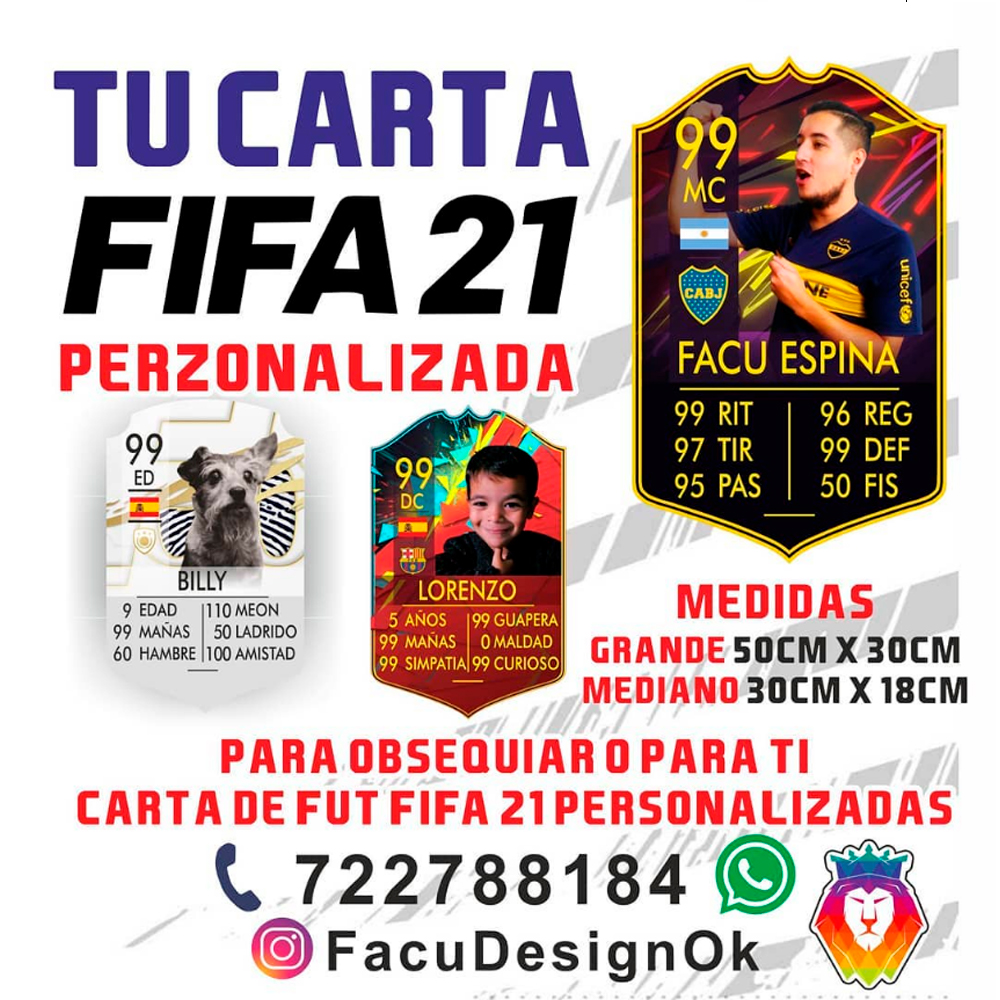 TU CARTA
FIFA 21
PERZONALIZADA
99
MC
CABJ
unicef
FACU ESPINA
99 RIT 96 REG
97 TIR 99 DEF
95 PAS 50 FIS
99
ED
BILLY
9 EDAD 110 MEON
99 MAÑAS 50 LADRIDO
60 HAMBRE 100 AMISTAD
99
DC
LORENZO
5 AÑOS 99 GUAPERA
99 MAÑAS 0 MALDAD
99 SIMPATIA 99 CURIOSO
MEDIDAS
GRANDE 50CM X 30CM
MEDIANO 30CM X 18CM
PARA OBSEQUIAR O PARA TI
CARTA DE FUT FIFA 21 PERSONALIZADAS
722788184
FacuDesignOk